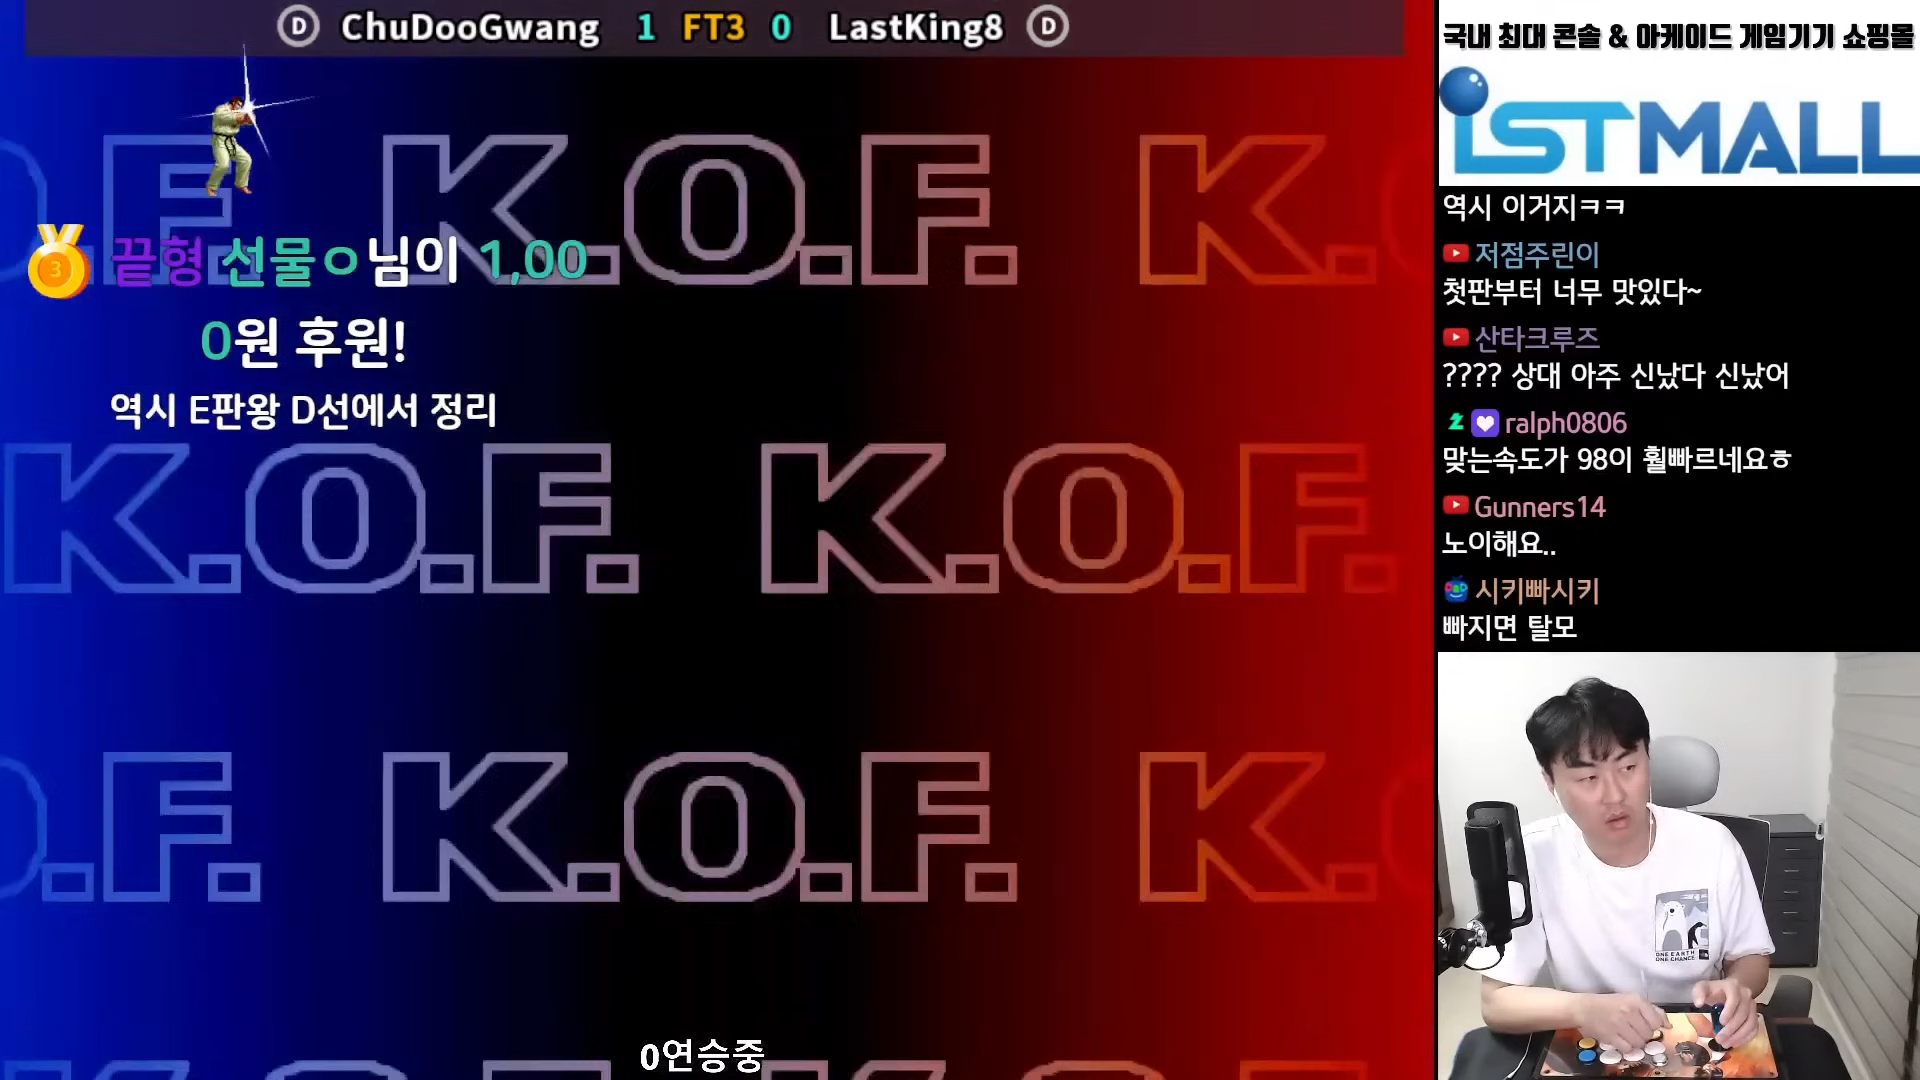 D ChuDooGwang 1 FT3 0 LastKing8 D
국내 최대 콘솔 & 아케이드 게임기기 쇼핑몰
iSTMALL
.F. K.O.F. K.
3 끝형 선물ㅇ님이 1,00
0원 후원!
역시 E판왕 D선에서 정리
K.O.F. K.O.F.
O.F. K.O.F. K.
0연승중
역시 이거지ㅋㅋ
저점주린이
첫판부터 너무 맛있다~
산타크루즈
???? 상대 아주 신났다 신났어
ralph0806
맞는속도가 98이 훨빠르네요ㅎ
Gunners14
노이해요..
시키빠시키
빠지면 탈모
ONE EARTH
ONE CHANCE